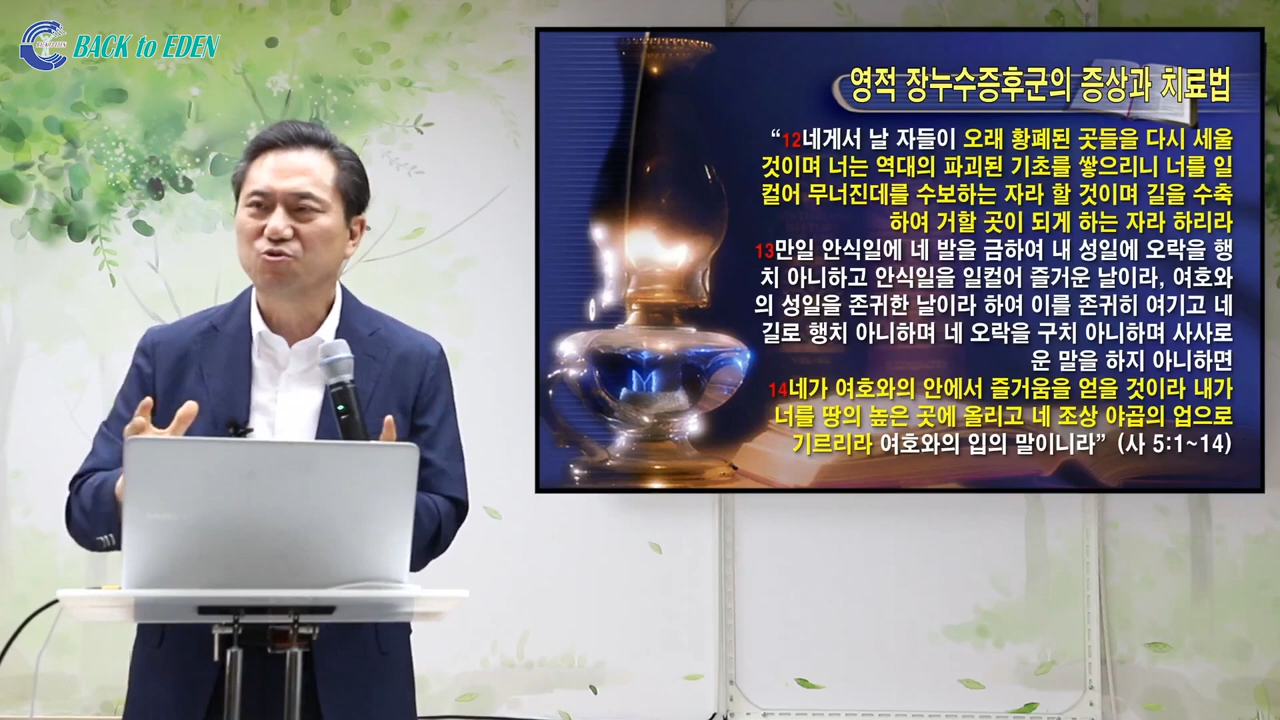 BACK to EDEN
영적 장누수증후군의 증상과 치료법
“12네게서 날 자들이 오래 황폐된 곳들을 다시 세울
것이며 너는 역대의 파괴된 기초를 쌓으리니 너를 일
컬어 무너진데를 수보하는 자라 할 것이며 길을 수축
하여 거할 곳이 되게 하는 자라 하리라
13만일 안식일에 네 발을 금하여 내 성일에 오락을 행
치 아니하고 안식일을 일컬어 즐거운 날이라, 여호와
의 성일을 존귀한 날이라 하여 이를 존귀히 여기고 네
길로 행치 아니하며 네 오락을 구치 아니하며 사사로
운 말을 하지 아니하면
14네가 여호와의 안에서 즐거움을 얻을 것이라 내가
너를 땅의 높은 곳에 올리고 네 조상 야곱의 업으로
기르리라 여호와의 입의 말이니라” (사 5:1~14)